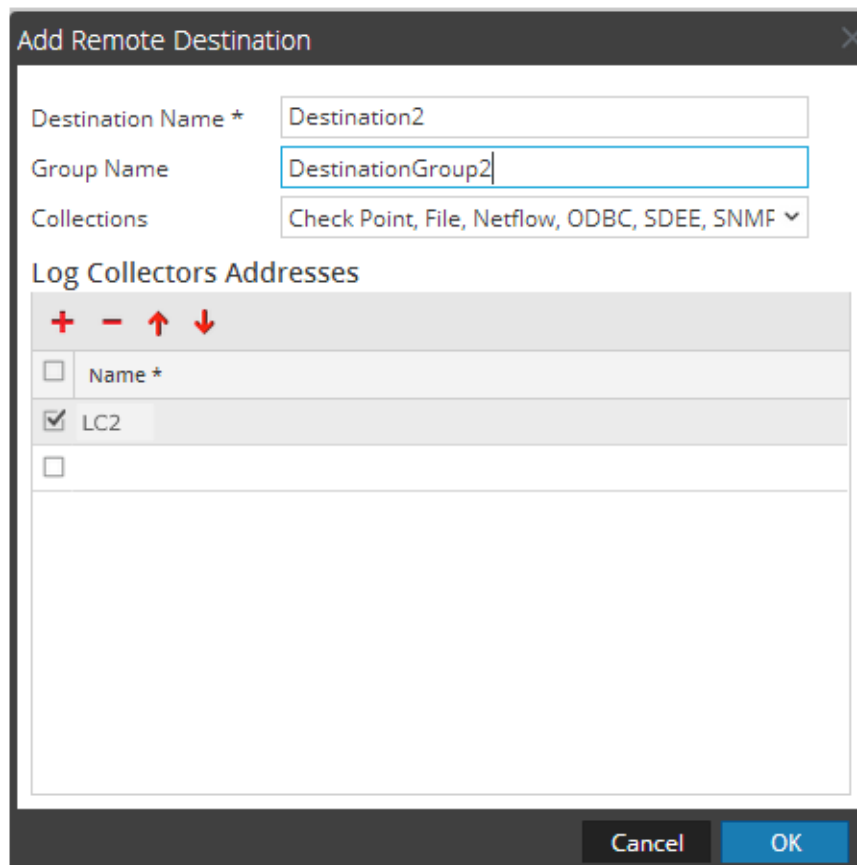 Add Remote Destination
Destination Name * Destination2
Group Name DestinationGroup2
Collections Check Point, File, Netflow, ODBC, SDEE, SNMP
Log Collectors Addresses
Name *
LC2
Cancel OK